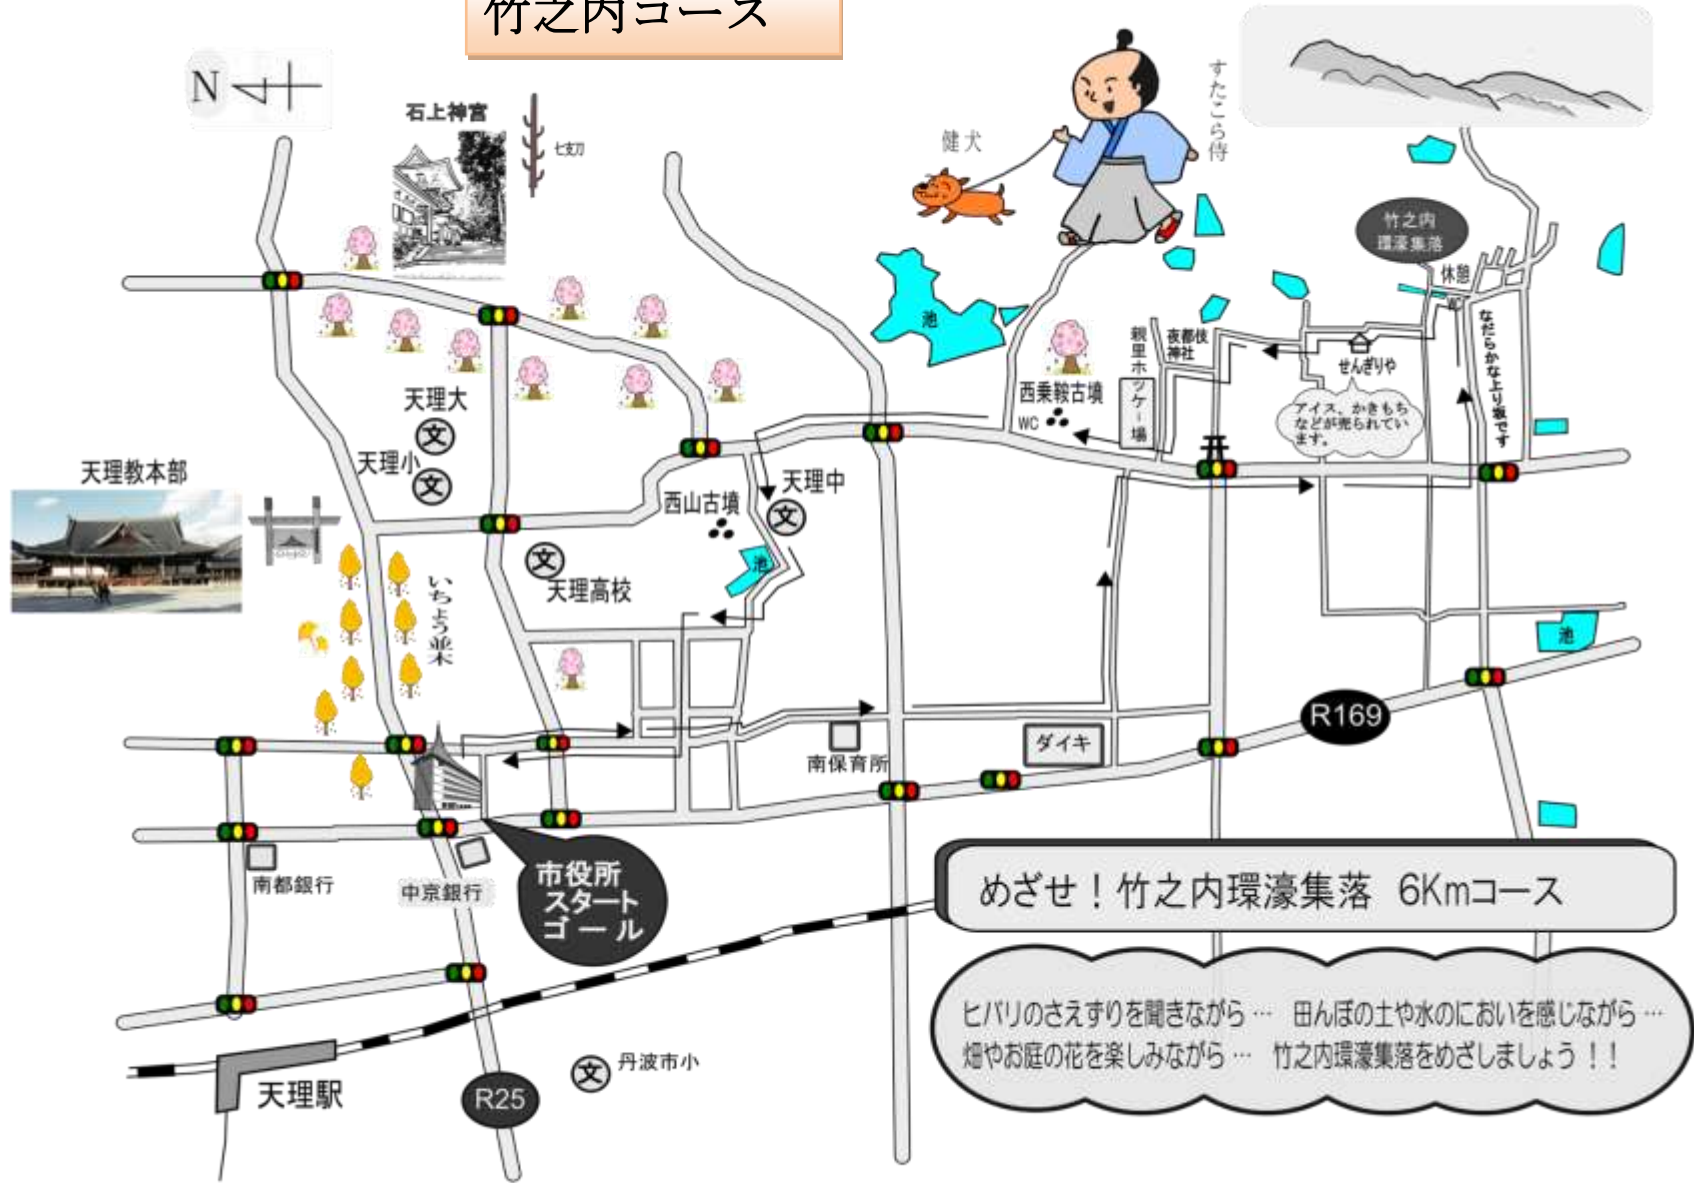 竹之内コース
N
石上神宮
七支刀
健犬
すたこら侍
竹之内
環濠集落
休憩
WC
なだらかな上り坂です
池
親里ホッケー場
夜都伎
神社
せんぎりや
アイス、かきもち
などが売られてい
ます。
西乗鞍古墳
WC
天理大
文
天理小
文
天理教本部
西山古墳
天理中
文
池
文
天理高校
いちょう並木
池
R169
ダイキ
南保育所
南都銀行
中京銀行
市役所
スタート
ゴール
めざせ！竹之内環濠集落 6Kmコース
ヒバリのさえずりを聞きながら… 田んぼの土や水のにおいを感じながら…
畑やお庭の花を楽しみながら… 竹之内環濠集落をめざしましょう！！
天理駅
R25
文
丹波市小